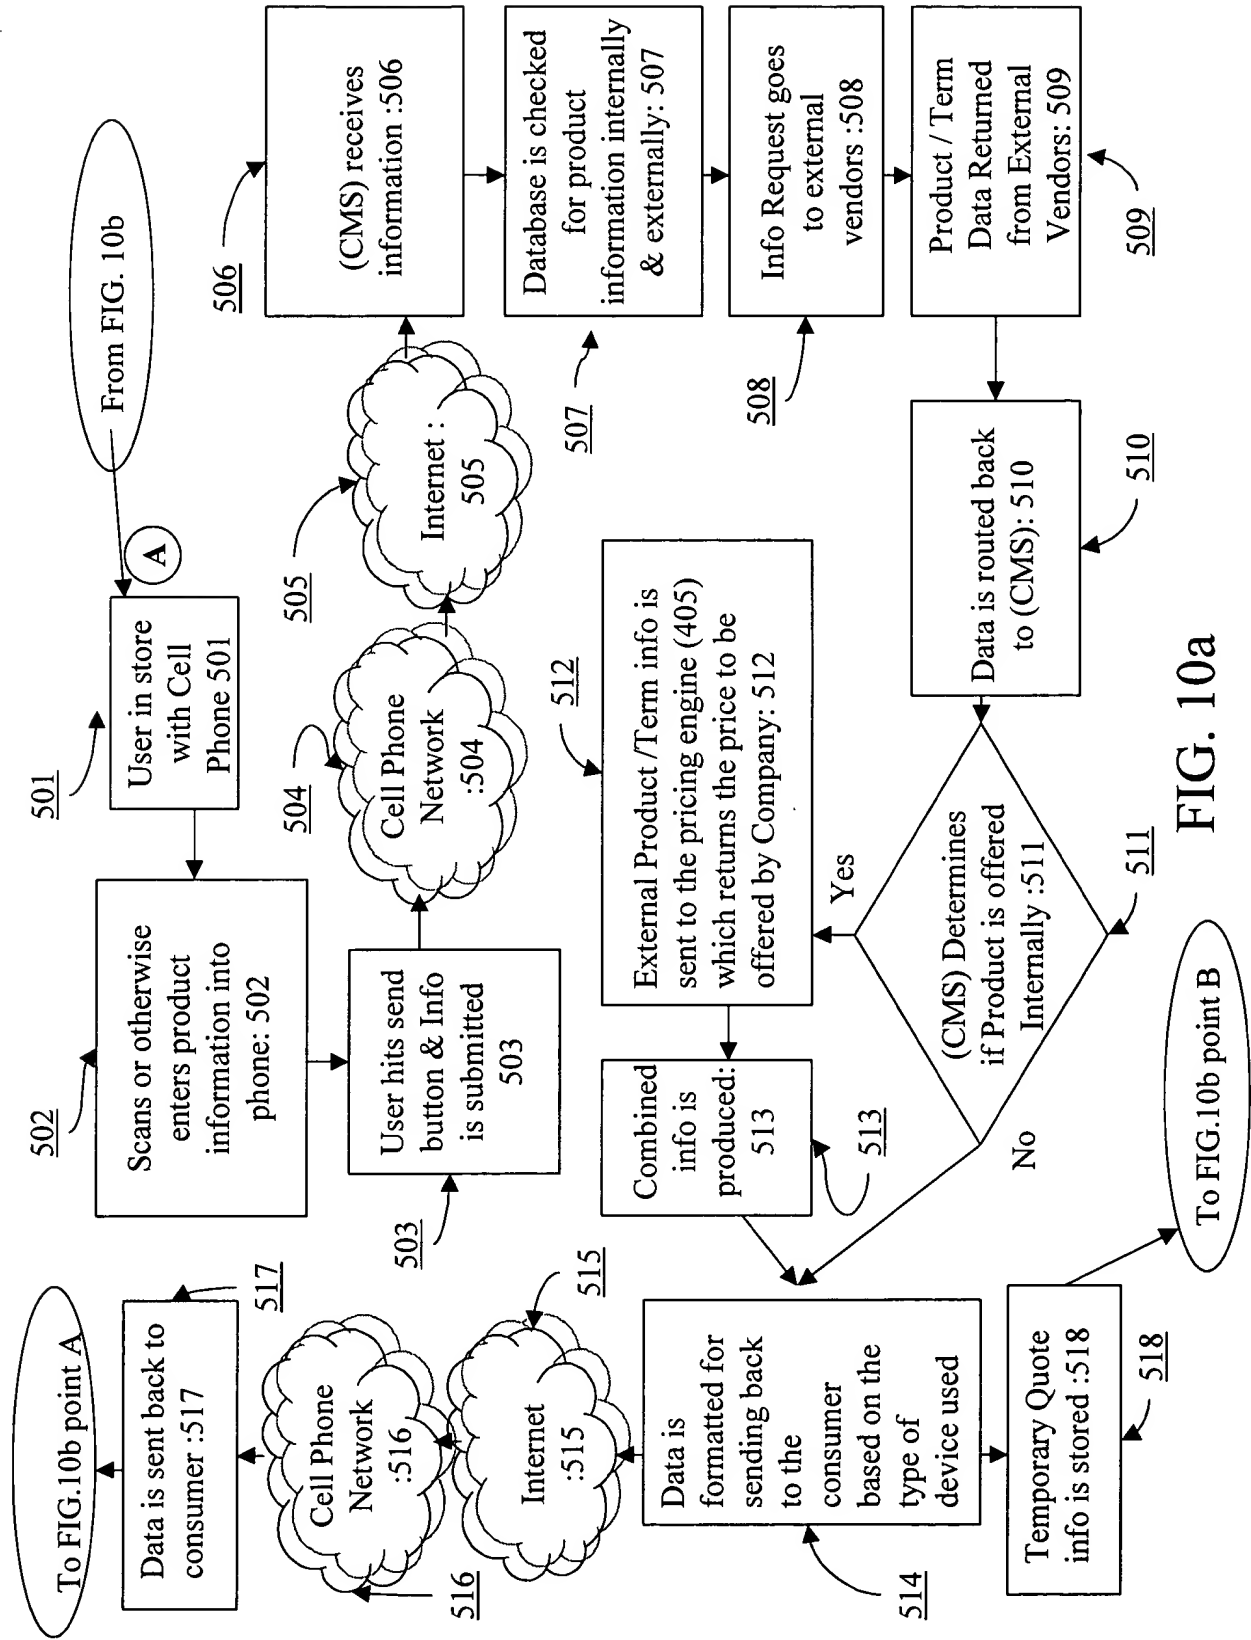 From FIG. 10b
A
501
User in store
with Cell
Phone 501
502
Scans or otherwise
enters product
information into
phone: 502
503
User hits send
button & Info
is submitted
503
504
Cell Phone
Network
:504
505
Internet :
505
506
(CMS) receives
information :506
507
Database is checked
for product
information internally
& externally: 507
508
Info Request goes
to external
vendors :508
509
Product / Term
Data Returned
from External
Vendors: 509
510
Data is routed back
to (CMS): 510
511
(CMS) Determines
if Product is offered
Internally :511
Yes
No
512
External Product /Term info is
sent to the pricing engine (405)
which returns the price to be
offered by Company: 512
513
Combined
info is
produced:
513
514
Data is
formatted for
sending back
to the
consumer
based on the
type of
device used
515
Internet
:515
516
Cell Phone
Network
:516
517
Data is sent back to
consumer :517
To FIG.10b point A
518
Temporary Quote
info is stored :518
To FIG.10b point B
FIG. 10a